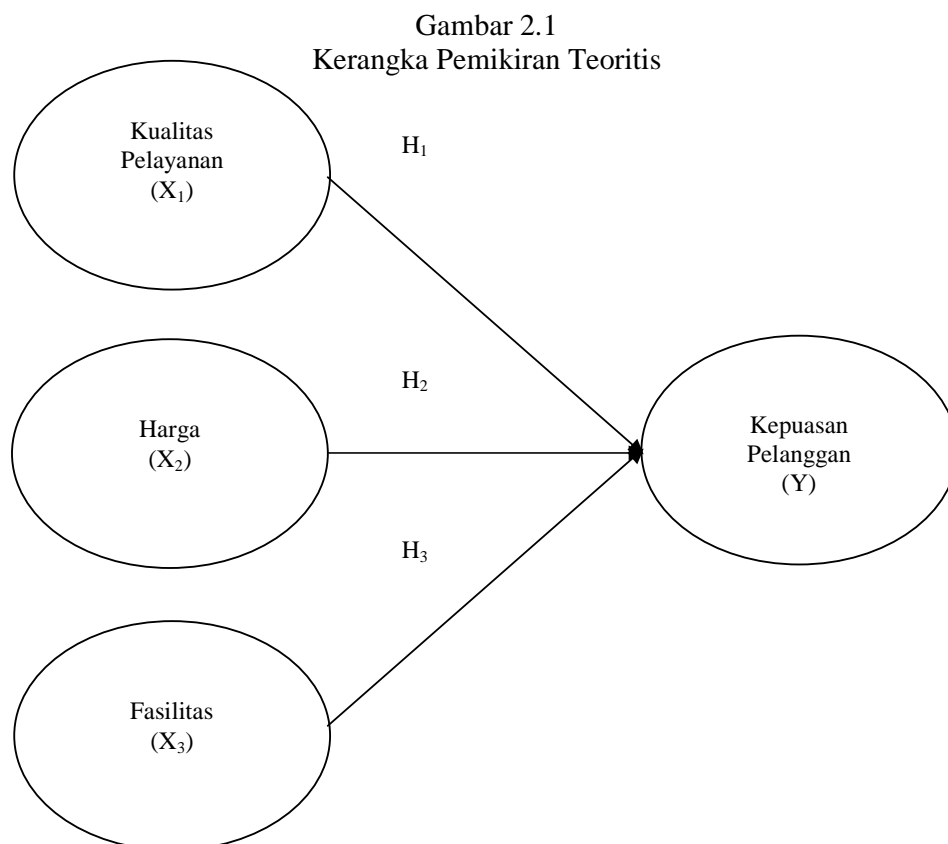 Gambar 2.1
Kerangka Pemikiran Teoritis
Kualitas
Pelayanan
(X₁)
H₁
Harga
(X₂)
H₂
Kepuasan
Pelanggan
(Y)
H₃
Fasilitas
(X₃)